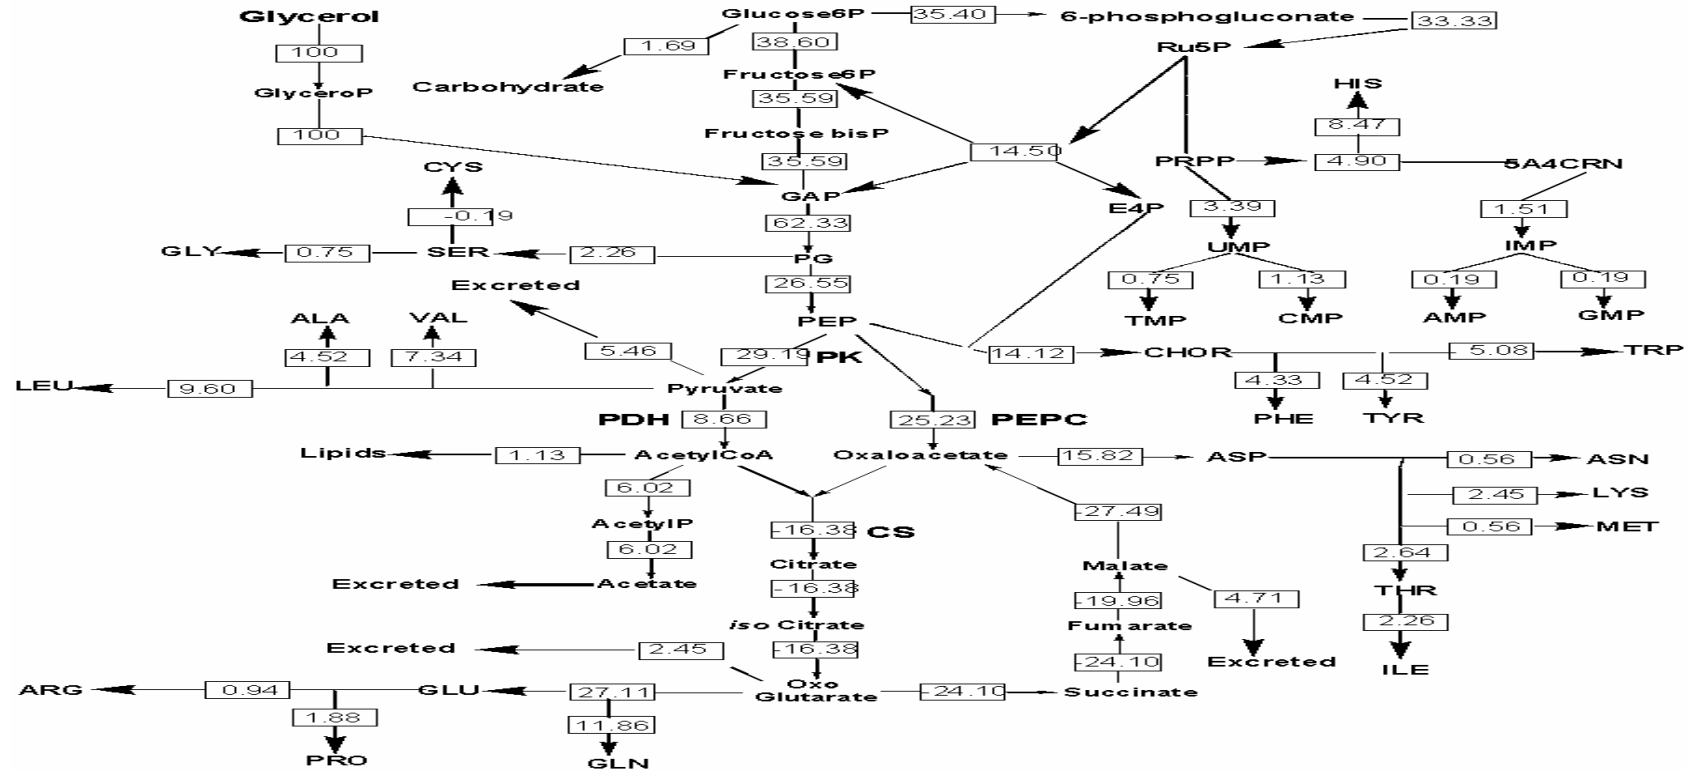 Glycerol
Glucose6P
35.40
6-phosphogluconate
33.33
1.69
38.60
Ru5P
100
Fructose6P
Carbohydrate
GlyceroP
35.59
HIS
8.47
100
Fructose bisP
14.50
35.59
PRPP
4.90
5A4CRN
CYS
GAP
E4P
3.39
1.51
-0.19
62.33
UMP
IMP
GLY
0.75
SER
2.26
PG
Excreted
26.55
0.75
1.13
0.19
0.19
ALA
VAL
PEP
TMP
CMP
AMP
GMP
4.52
7.34
5.46
29.19
PK
14.12
CHOR
5.08
TRP
LEU
9.60
Pyruvate
4.33
4.52
PDH
8.66
25.23
PEPC
PHE
TYR
Lipids
1.13
AcetylCoA
Oxaloacetate
15.82
ASP
0.56
ASN
6.02
2.45
LYS
AcetylP
-16.38
CS
-27.49
0.56
MET
6.02
2.64
Citrate
Malate
Excreted
Acetate
-16.38
-19.96
4.71
THR
iso Citrate
Fumarate
2.26
Excreted
2.45
-16.38
-24.10
Excreted
ILE
ARG
0.94
GLU
27.11
Oxo
Glutarate
-24.10
Succinate
1.88
11.86
PRO
GLN